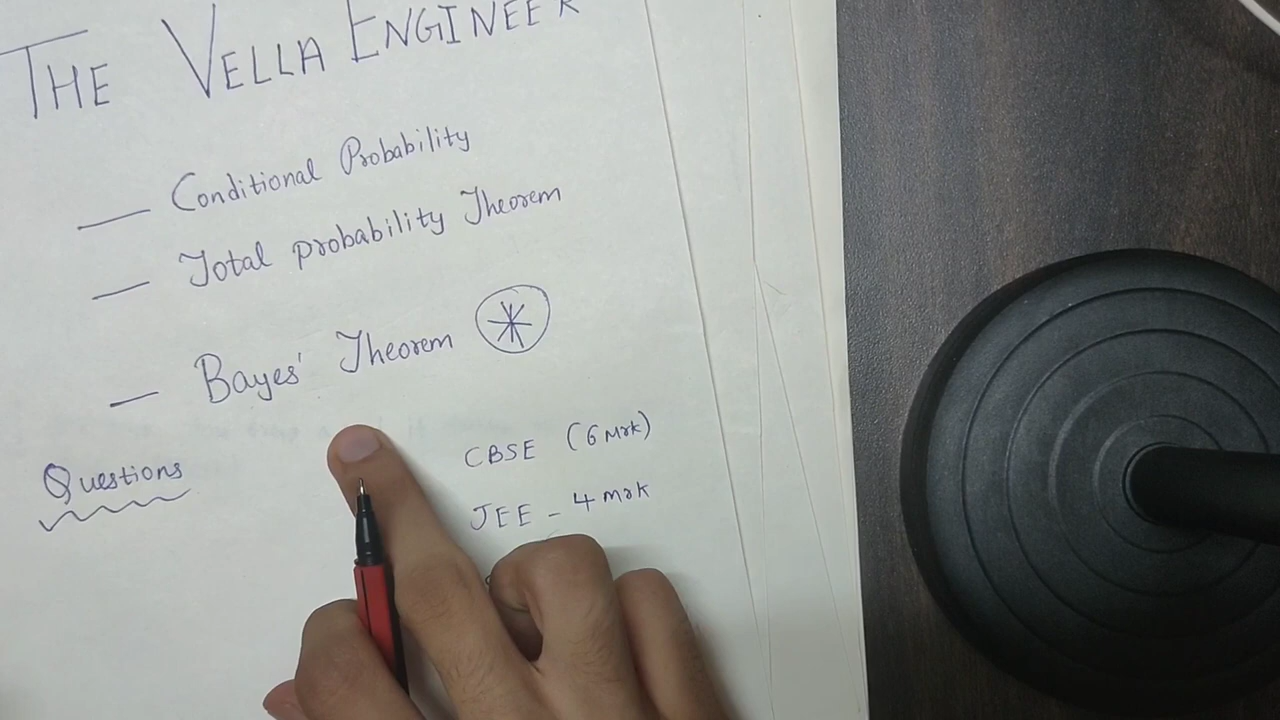 THE VELLA ENGINEER
— Conditional Probability
— Total probability Theorem
— Bayes' Theorem *
Questions
CBSE (6 Mrk)
JEE - 4 mrk